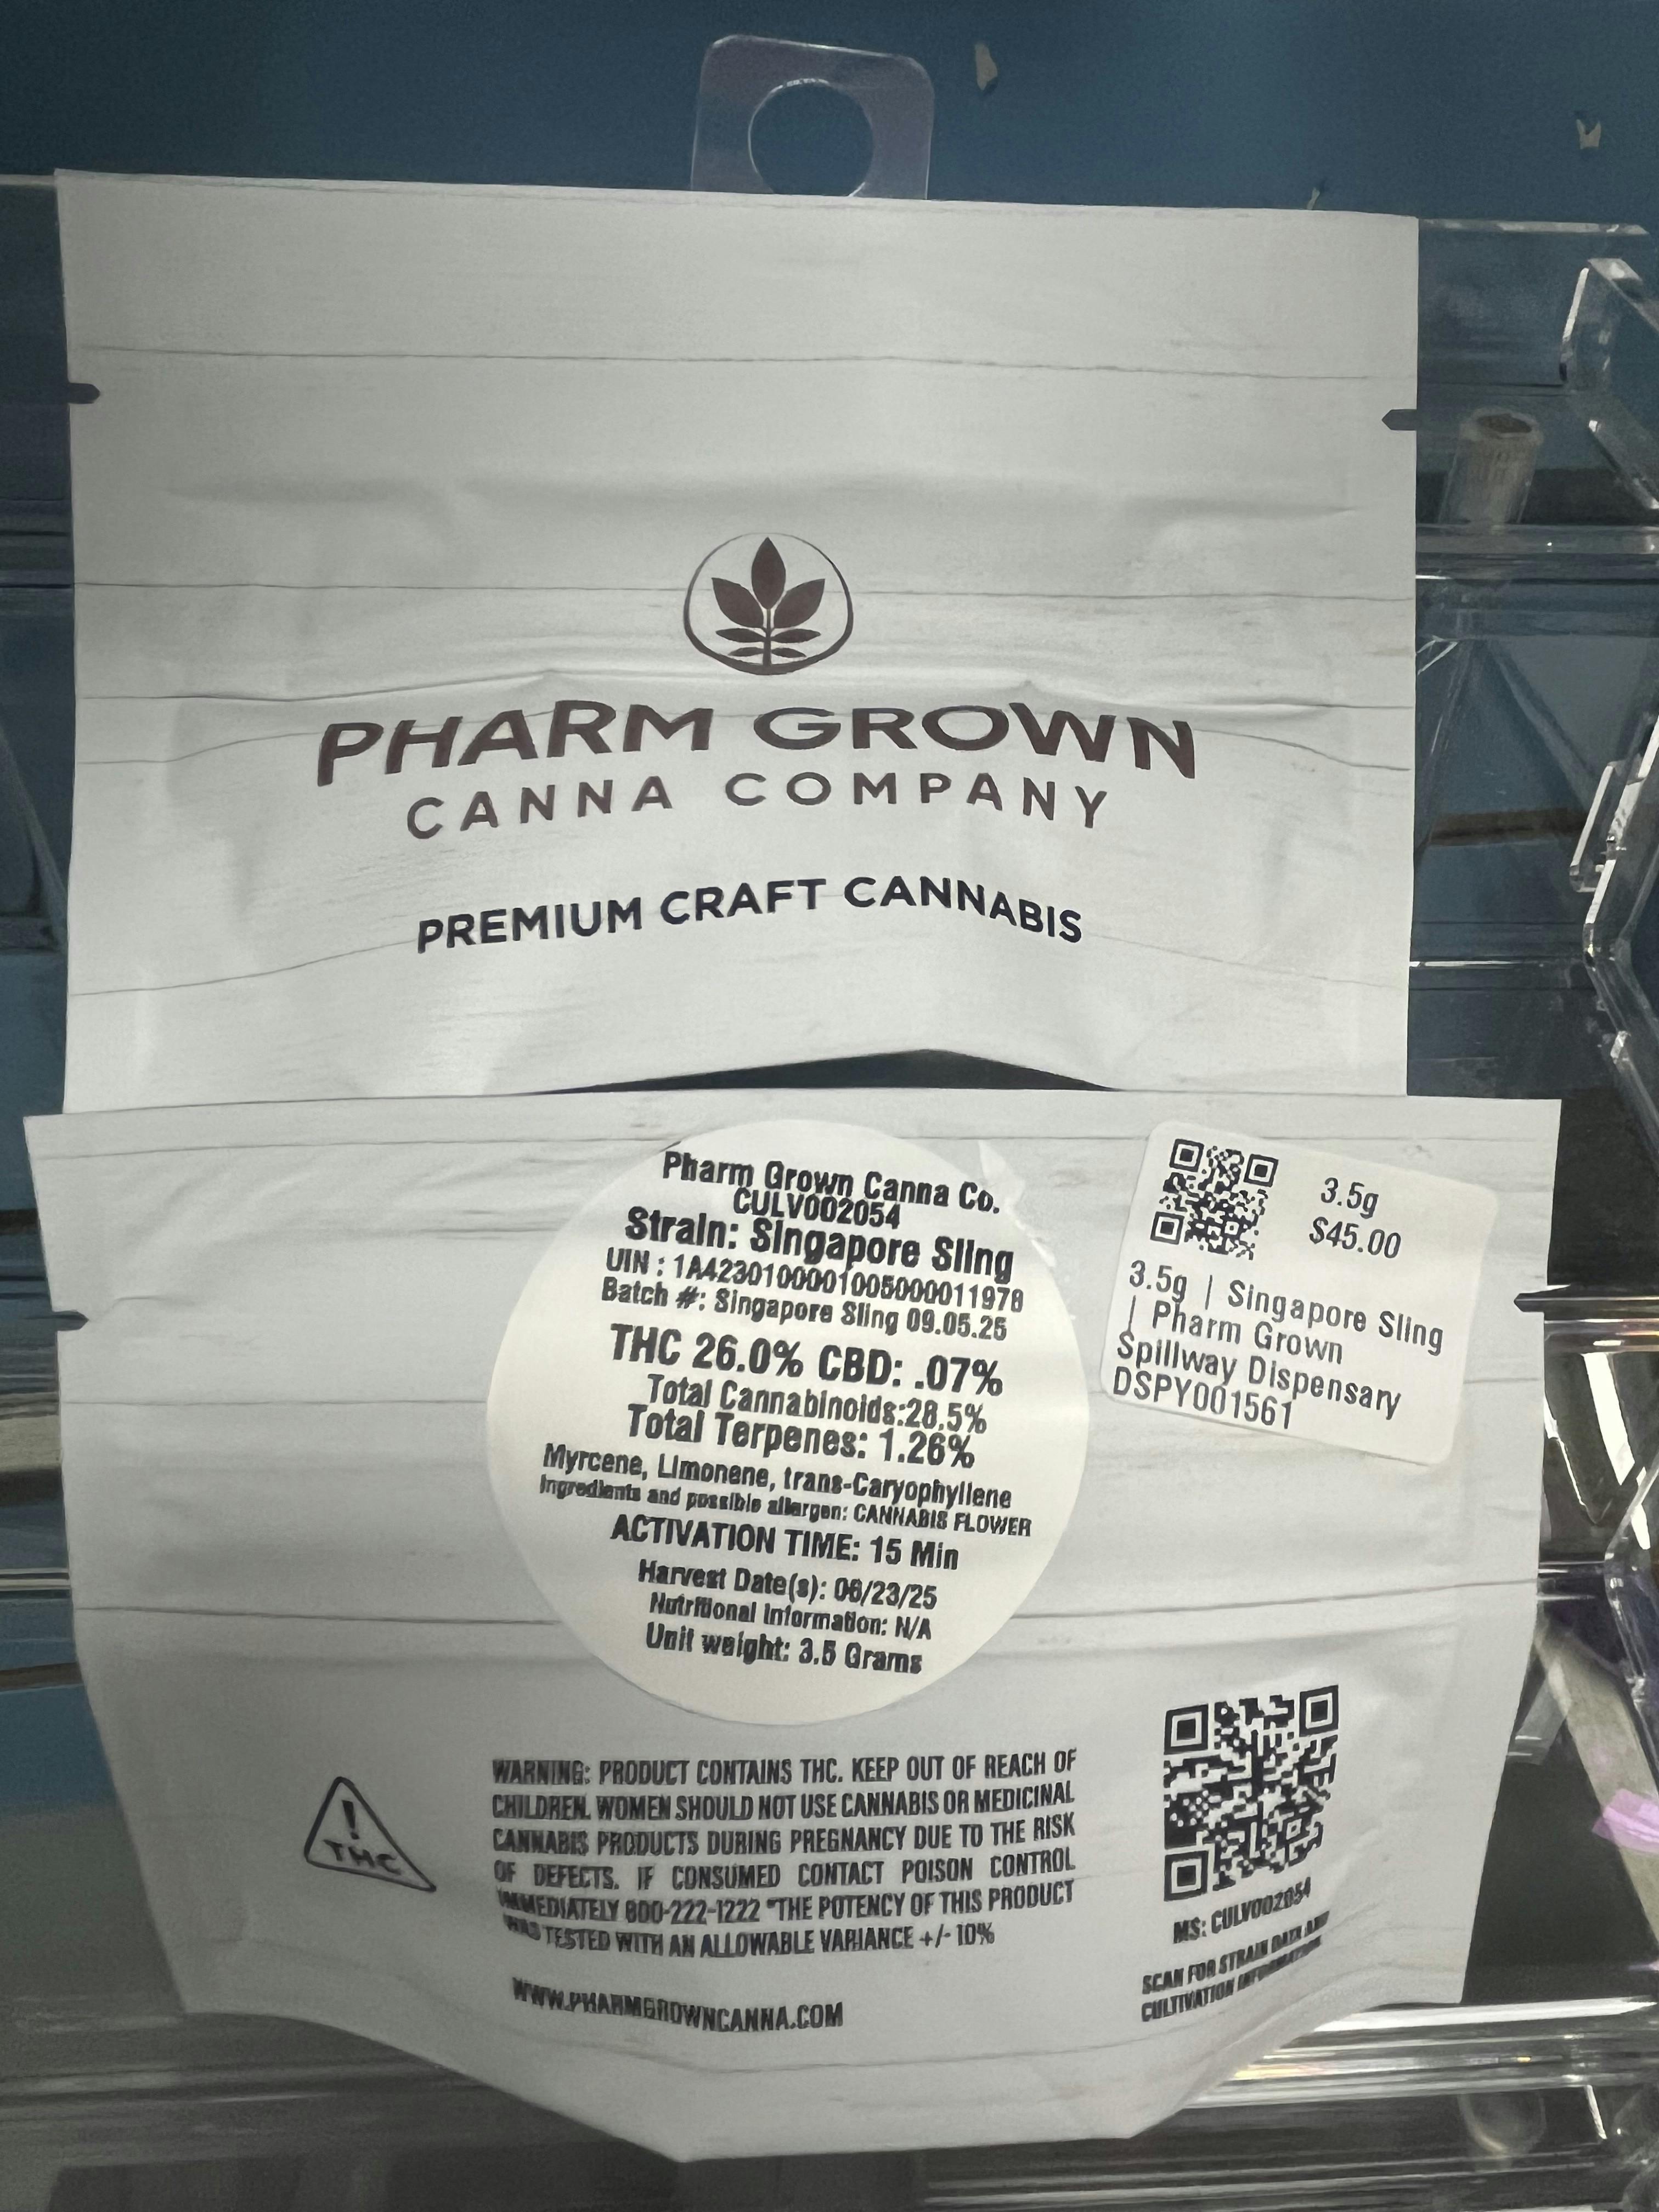 PHARM GROWN
CANNA COMPANY
PREMIUM CRAFT CANNABIS
Pharm Grown Canna Co.
CULV002054
Strain: Singapore Sling
UIN : 1A4230100001005000011978
Batch #: Singapore Sling 09.05.25
THC 26.0% CBD: .07%
Total Cannabinoids:28.5%
Total Terpenes: 1.26%
Myrcene, Limonene, trans-Caryophyllene
Ingredients and possible allergen: CANNABIS FLOWER
ACTIVATION TIME: 15 Min
Harvest Date(s): 06/23/25
Nutritional Information: N/A
Unit weight: 3.5 Grams
3.5g
$45.00
3.5g | Singapore Sling
| Pharm Grown
Spillway Dispensary
DSPY001561
! THC
WARNING: PRODUCT CONTAINS THC. KEEP OUT OF REACH OF
CHILDREN. WOMEN SHOULD NOT USE CANNABIS OR MEDICINAL
CANNABIS PRODUCTS DURING PREGNANCY DUE TO THE RISK
OF DEFECTS. IF CONSUMED CONTACT POISON CONTROL
IMMEDIATELY 800-222-1222 *THE POTENCY OF THIS PRODUCT
WAS TESTED WITH AN ALLOWABLE VARIANCE +/- 10%
WWW.PHARMGROWNCANNA.COM
MS: CULV002054
SCAN FOR STRAIN DATA AND
CULTIVATION INFORMATION.